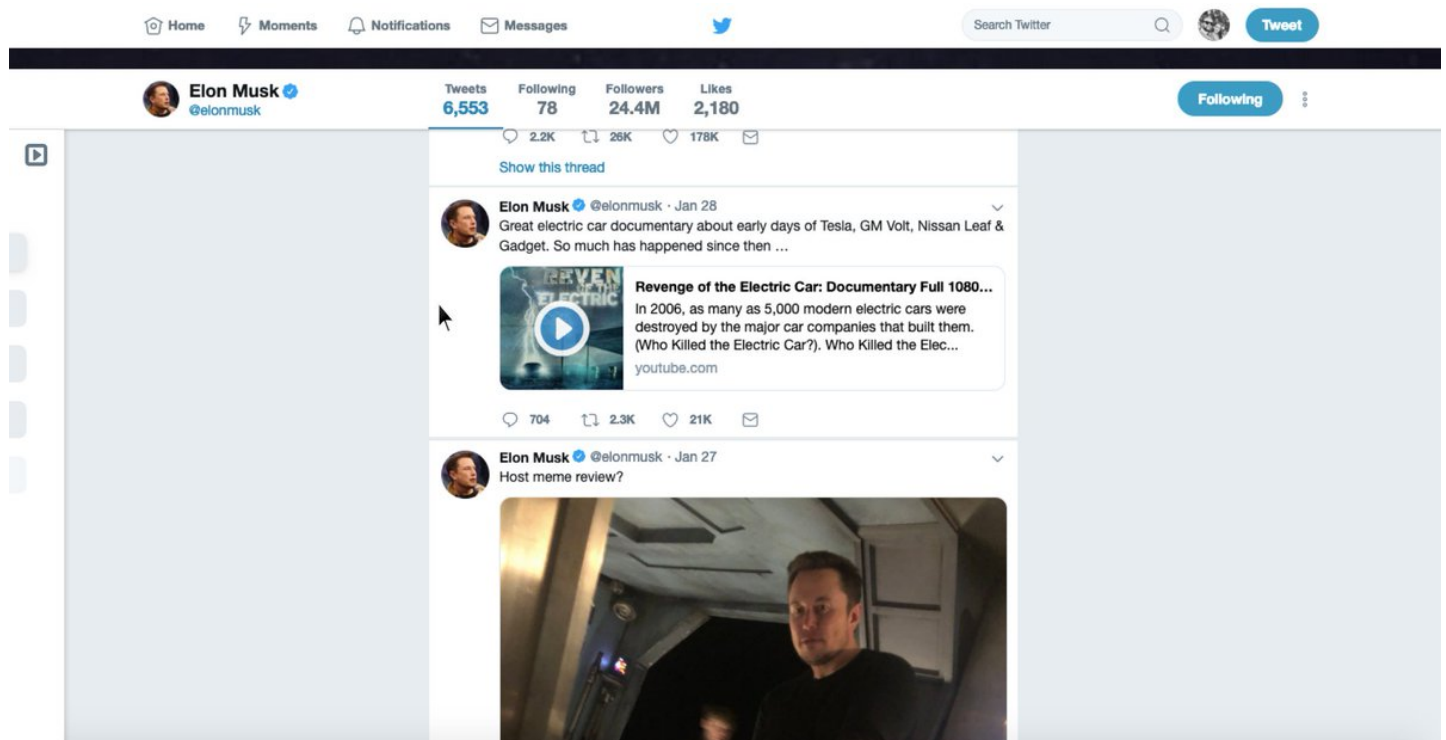 Home Moments Notifications Messages Search Twitter Tweet
Elon Musk
@elonmusk
Tweets Following Followers Likes
6,553 78 24.4M 2,180
Following
2.2K 26K 178K
Show this thread
Elon Musk @elonmusk · Jan 28
Great electric car documentary about early days of Tesla, GM Volt, Nissan Leaf &
Gadget. So much has happened since then ...
REVEN
OF THE
ELECTRIC
Revenge of the Electric Car: Documentary Full 1080...
In 2006, as many as 5,000 modern electric cars were
destroyed by the major car companies that built them.
(Who Killed the Electric Car?). Who Killed the Elec...
youtube.com
704 2.3K 21K
Elon Musk @elonmusk · Jan 27
Host meme review?